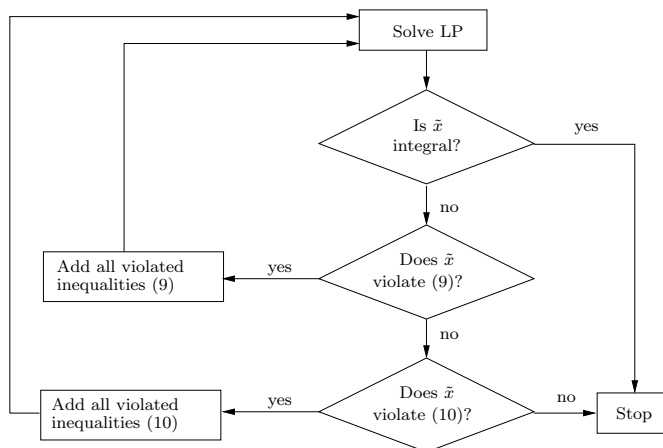 Solve LP
Is x̃
integral?
yes
no
Does x̃
violate (9)?
yes
Add all violated
inequalities (9)
no
Does x̃
violate (10)?
yes
no
Add all violated
inequalities (10)
Stop